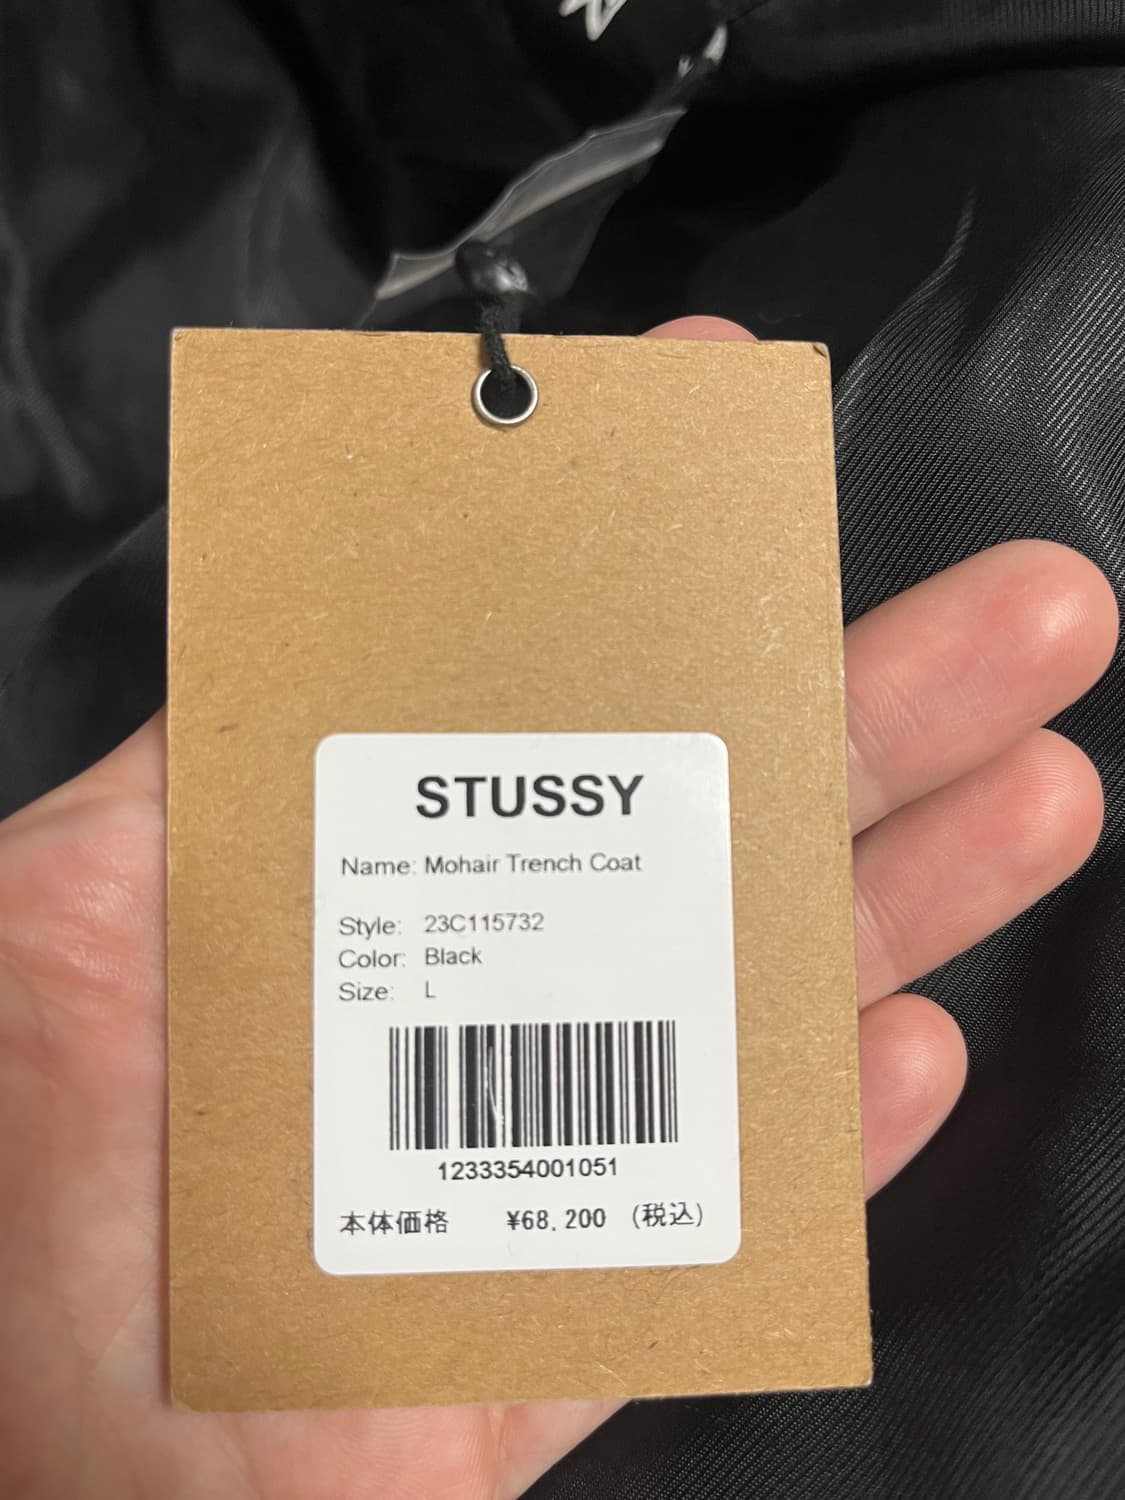 STUSSY
Name: Mohair Trench Coat
Style: 23C115732
Color: Black
Size: L
1233354001051
本体価格 ¥68,200 (税込)